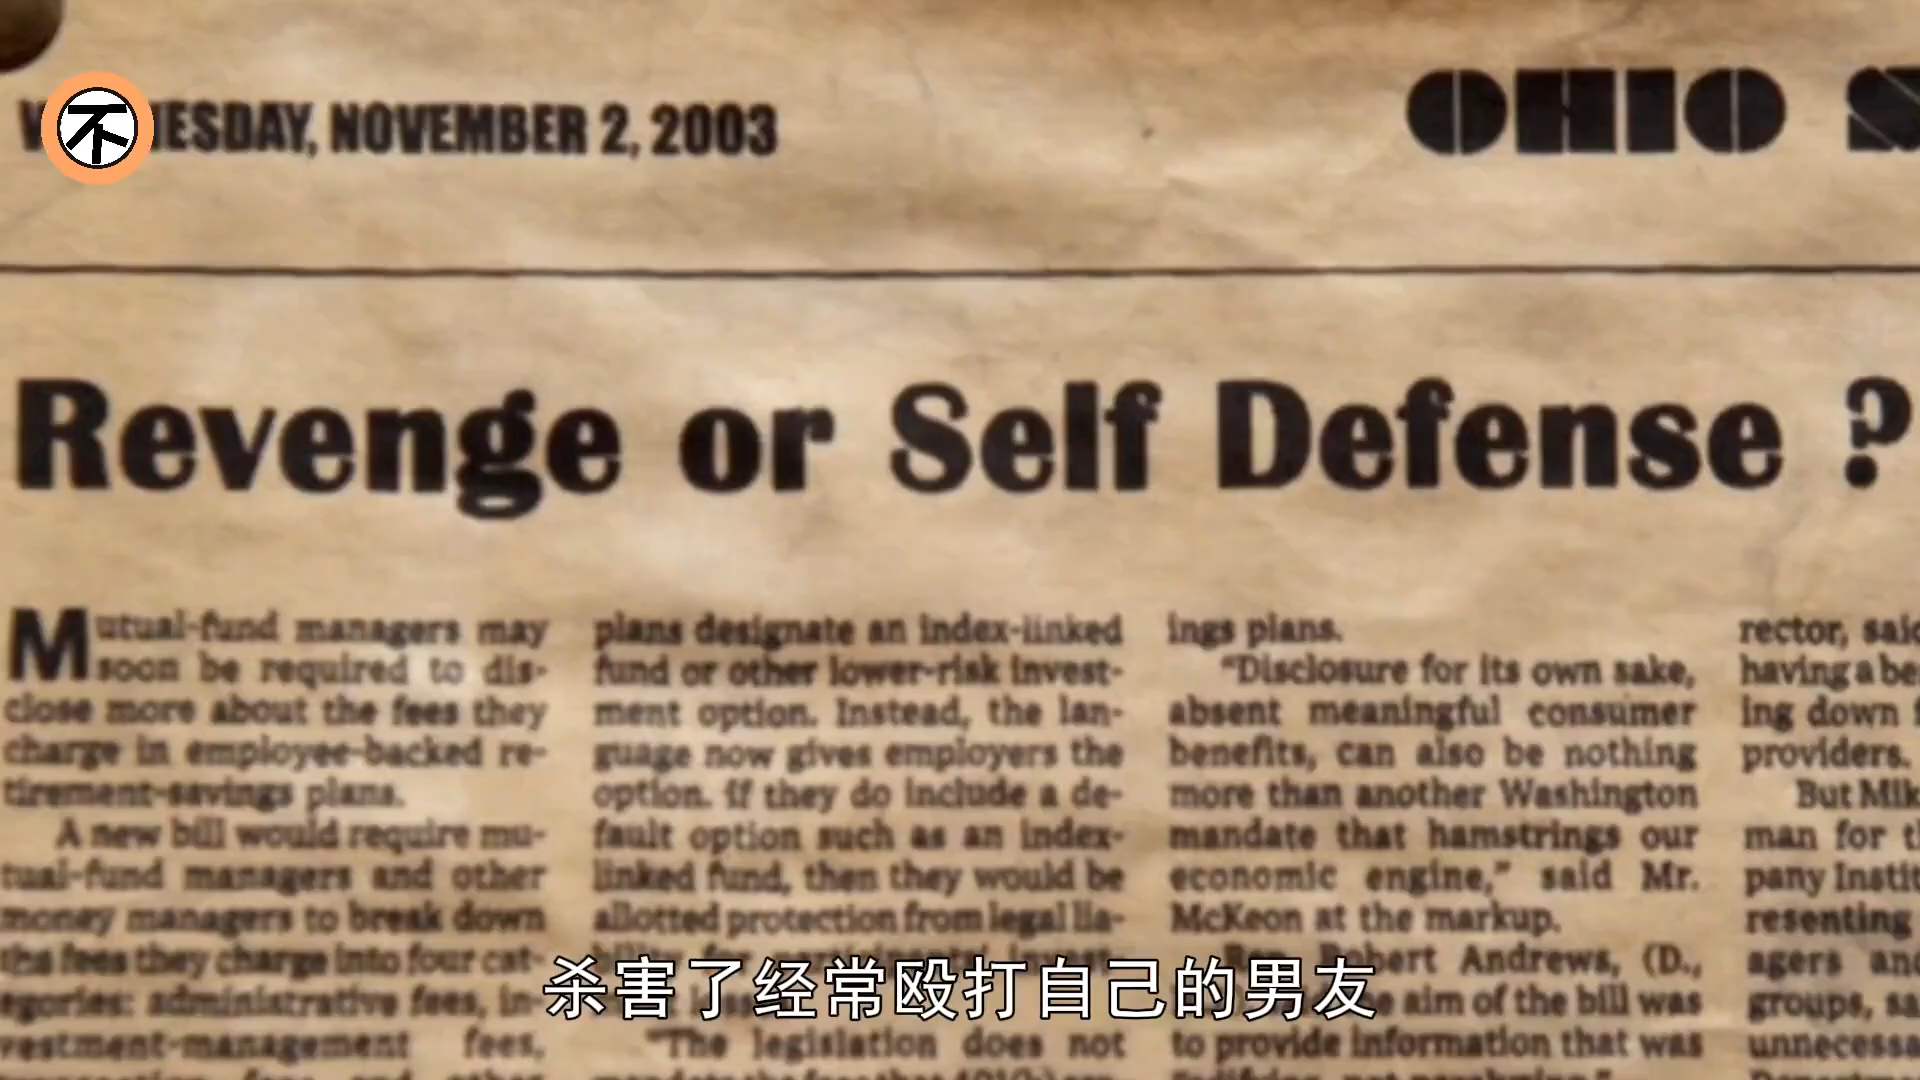 不
ESDAY, NOVEMBER 2, 2003
OHIO
Revenge or Self Defense ?
Mutual-fund managers may
soon be required to dis-
close more about the fees they
charge in employee-backed re-
tirement-savings plans.
A new bill would require mu-
tual-fund managers and other
money managers to break down
the fees they charge into four cat-
egories: administrative fees, in-
vestment-management fees,
plans designate an index-linked
fund or other lower-risk invest-
ment option. Instead, the lan-
guage now gives employers the
option. If they do include a de-
fault option such as an index-
linked fund, then they would be
allotted protection from legal lia-
"The legislation does not
ings plans.
"Disclosure for its own sake,
absent meaningful consumer
benefits, can also be nothing
more than another Washington
mandate that hamstrings our
economic engine," said Mr.
McKeon at the markup.
Rep. Robert Andrews, (D.,
e aim of the bill was
to provide information that was
rector, said
having a be
ing down f
providers.
But Mik
man for t
pany Instit
resenting
agers and
groups, sa
unnecessa
杀害了经常殴打自己的男友